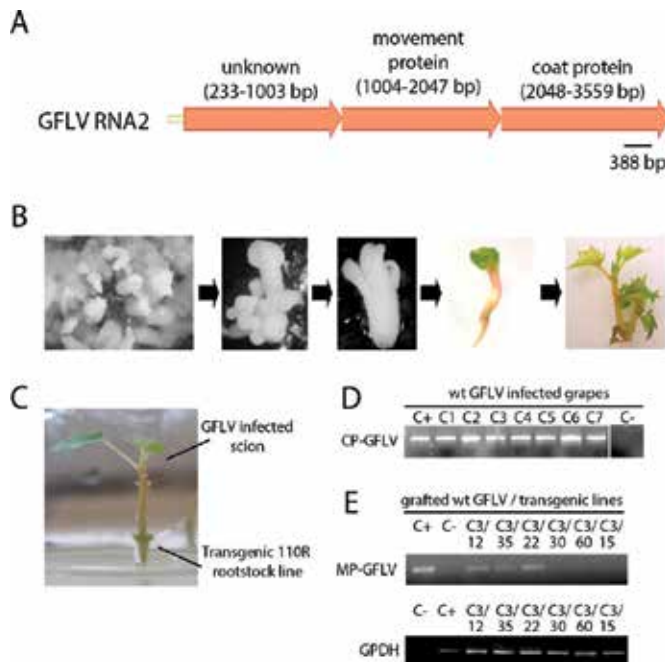 A
unknown
(233-1003 bp)
movement
protein
(1004-2047 bp)
coat protein
(2048-3559 bp)
GFLV RNA2
388 bp
B
C
GFLV infected
scion
Transgenic 110R
rootstock line
D
wt GFLV infected grapes
C+ C1 C2 C3 C4 C5 C6 C7 C-
CP-GFLV
E
grafted wt GFLV / transgenic lines
C+ C- C3/ C3/ C3/ C3/ C3/ C3/
12 35 22 30 60 15
MP-GFLV
C- C+ C3/ C3/ C3/ C3/ C3/ C3/
12 35 22 30 60 15
GPDH